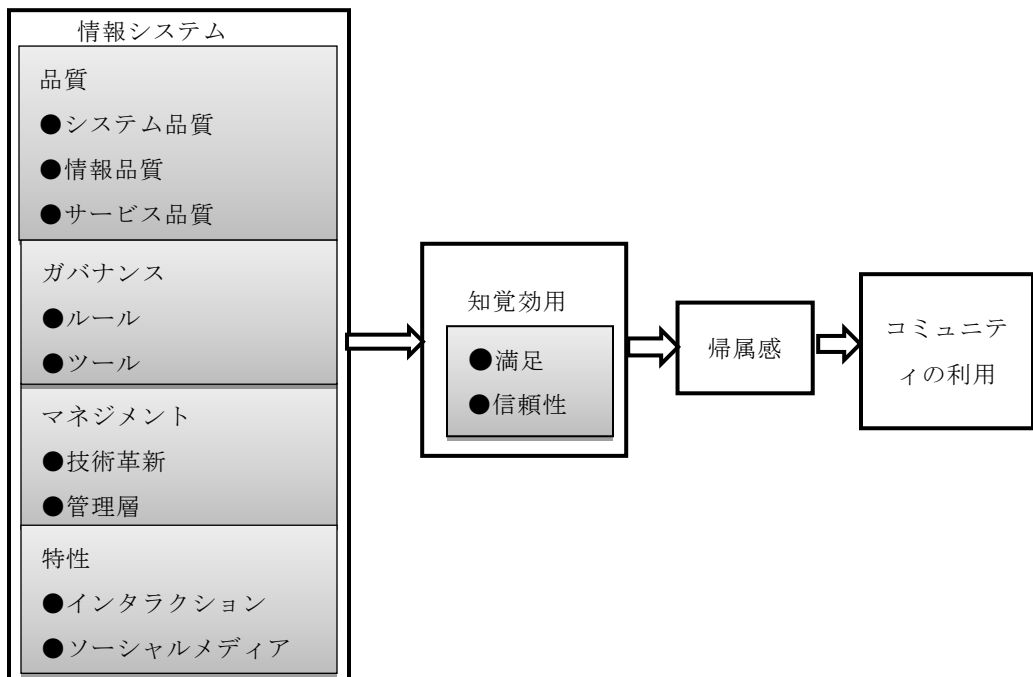 情報システム
品質
●システム品質
●情報品質
●サービス品質
ガバナンス
●ルール
●ツール
マネジメント
●技術革新
●管理層
特性
●インタラクション
●ソーシャルメディア
知覚効用
●満足
●信頼性
帰属感
コミュニテ
ィの利用